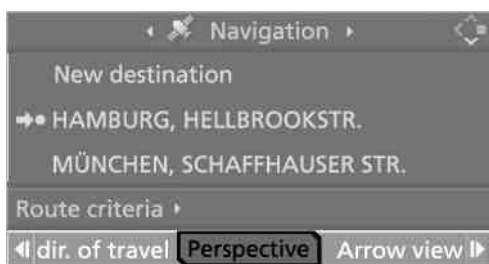 Navigation
New destination
HAMBURG, HELLBROOKSTR.
MÜNCHEN, SCHAFFHAUSER STR.
Route criteria
dir. of travel Perspective Arrow view